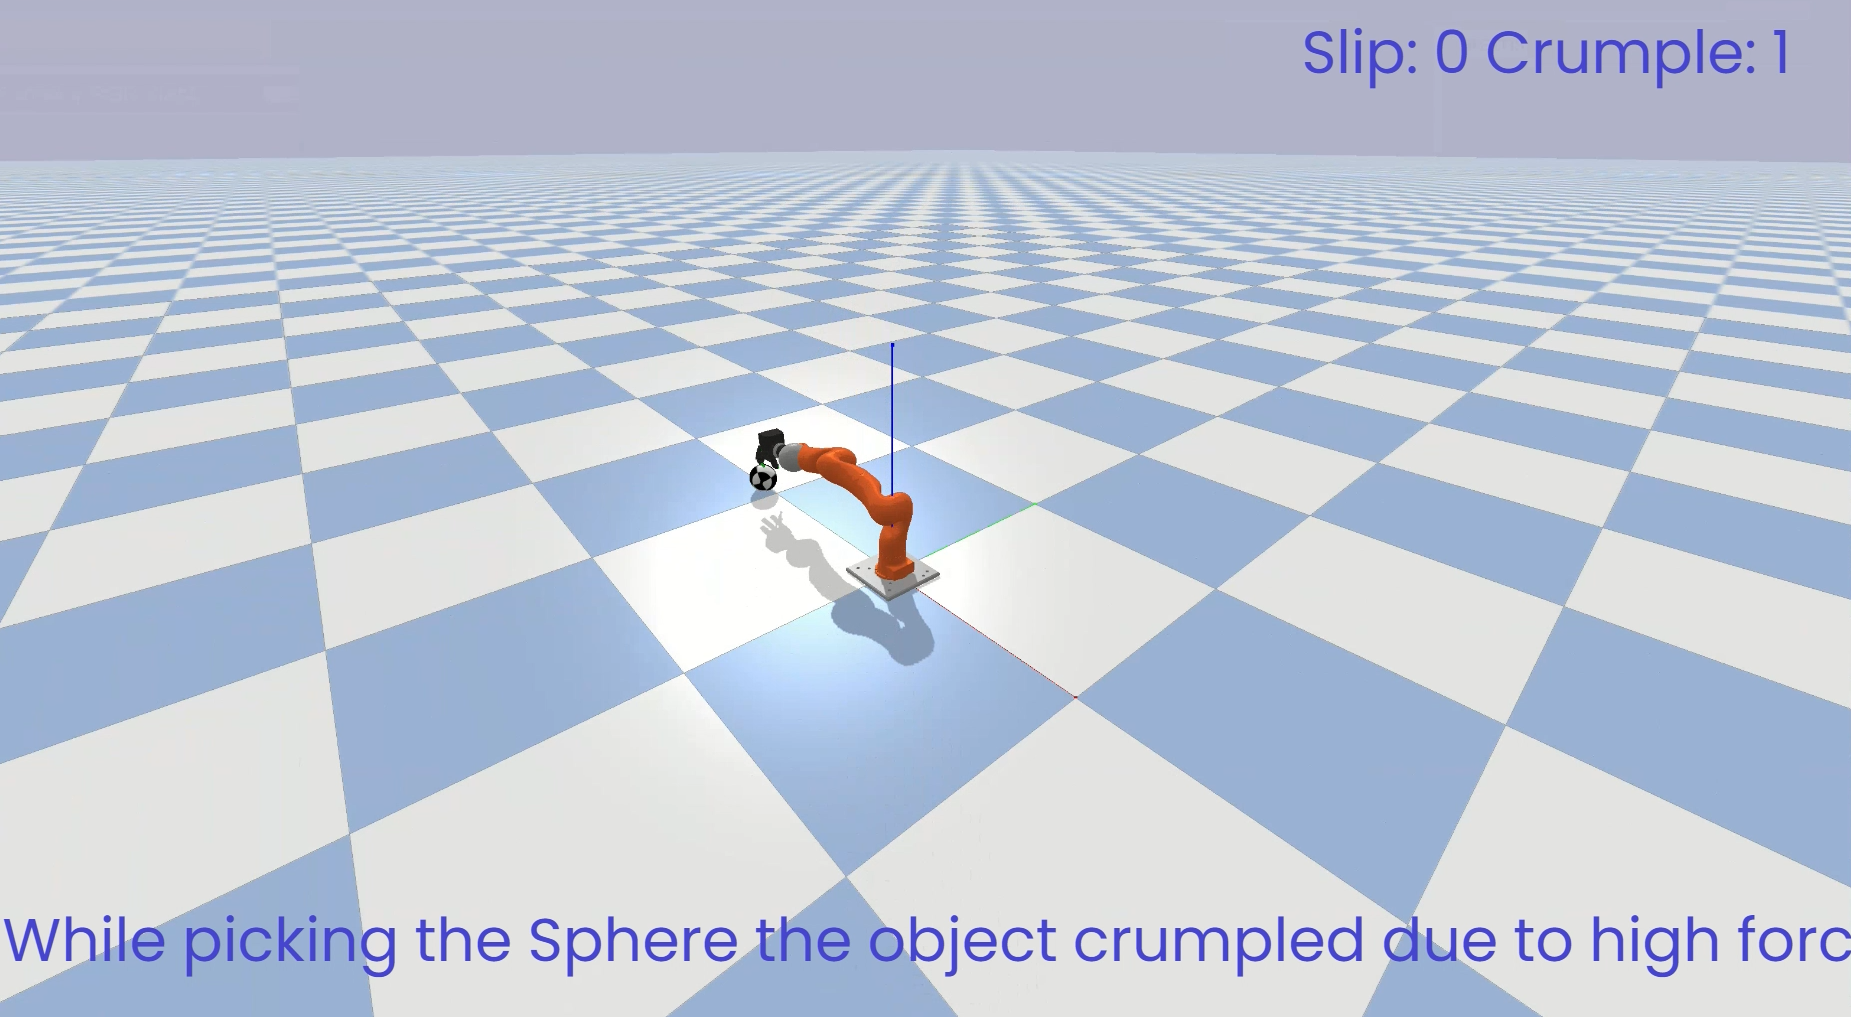 Slip: 0 Crumple: 1
While picking the Sphere the object crumpled due to high forc